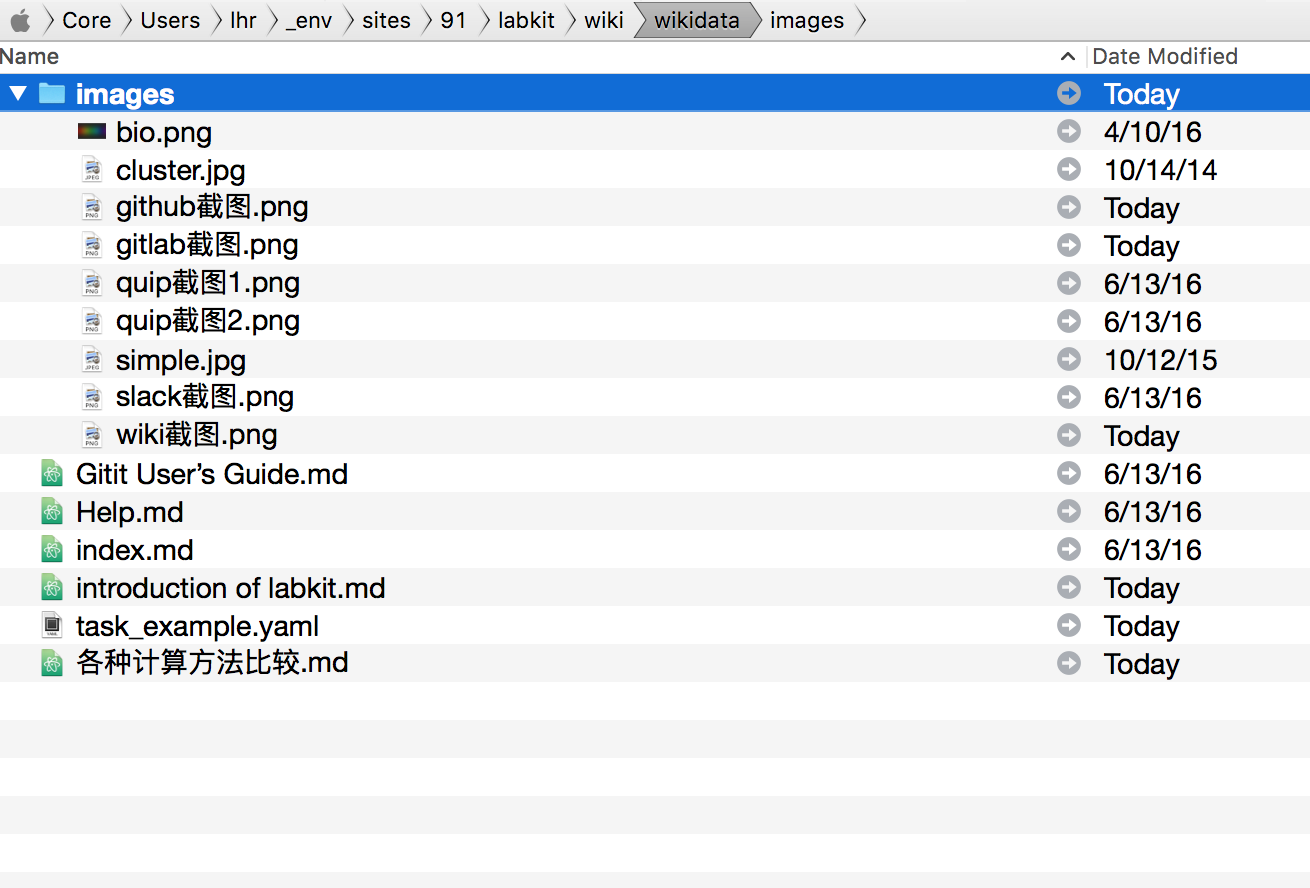 Core Users lhr _env sites 91 labkit wiki wikidata images
Name Date Modified
images Today
bio.png 4/10/16
cluster.jpg 10/14/14
github截图.png Today
gitlab截图.png Today
quip截图1.png 6/13/16
quip截图2.png 6/13/16
simple.jpg 10/12/15
slack截图.png 6/13/16
wiki截图.png Today
Gitit User’s Guide.md 6/13/16
Help.md 6/13/16
index.md 6/13/16
introduction of labkit.md Today
task_example.yaml Today
各种计算方法比较.md Today